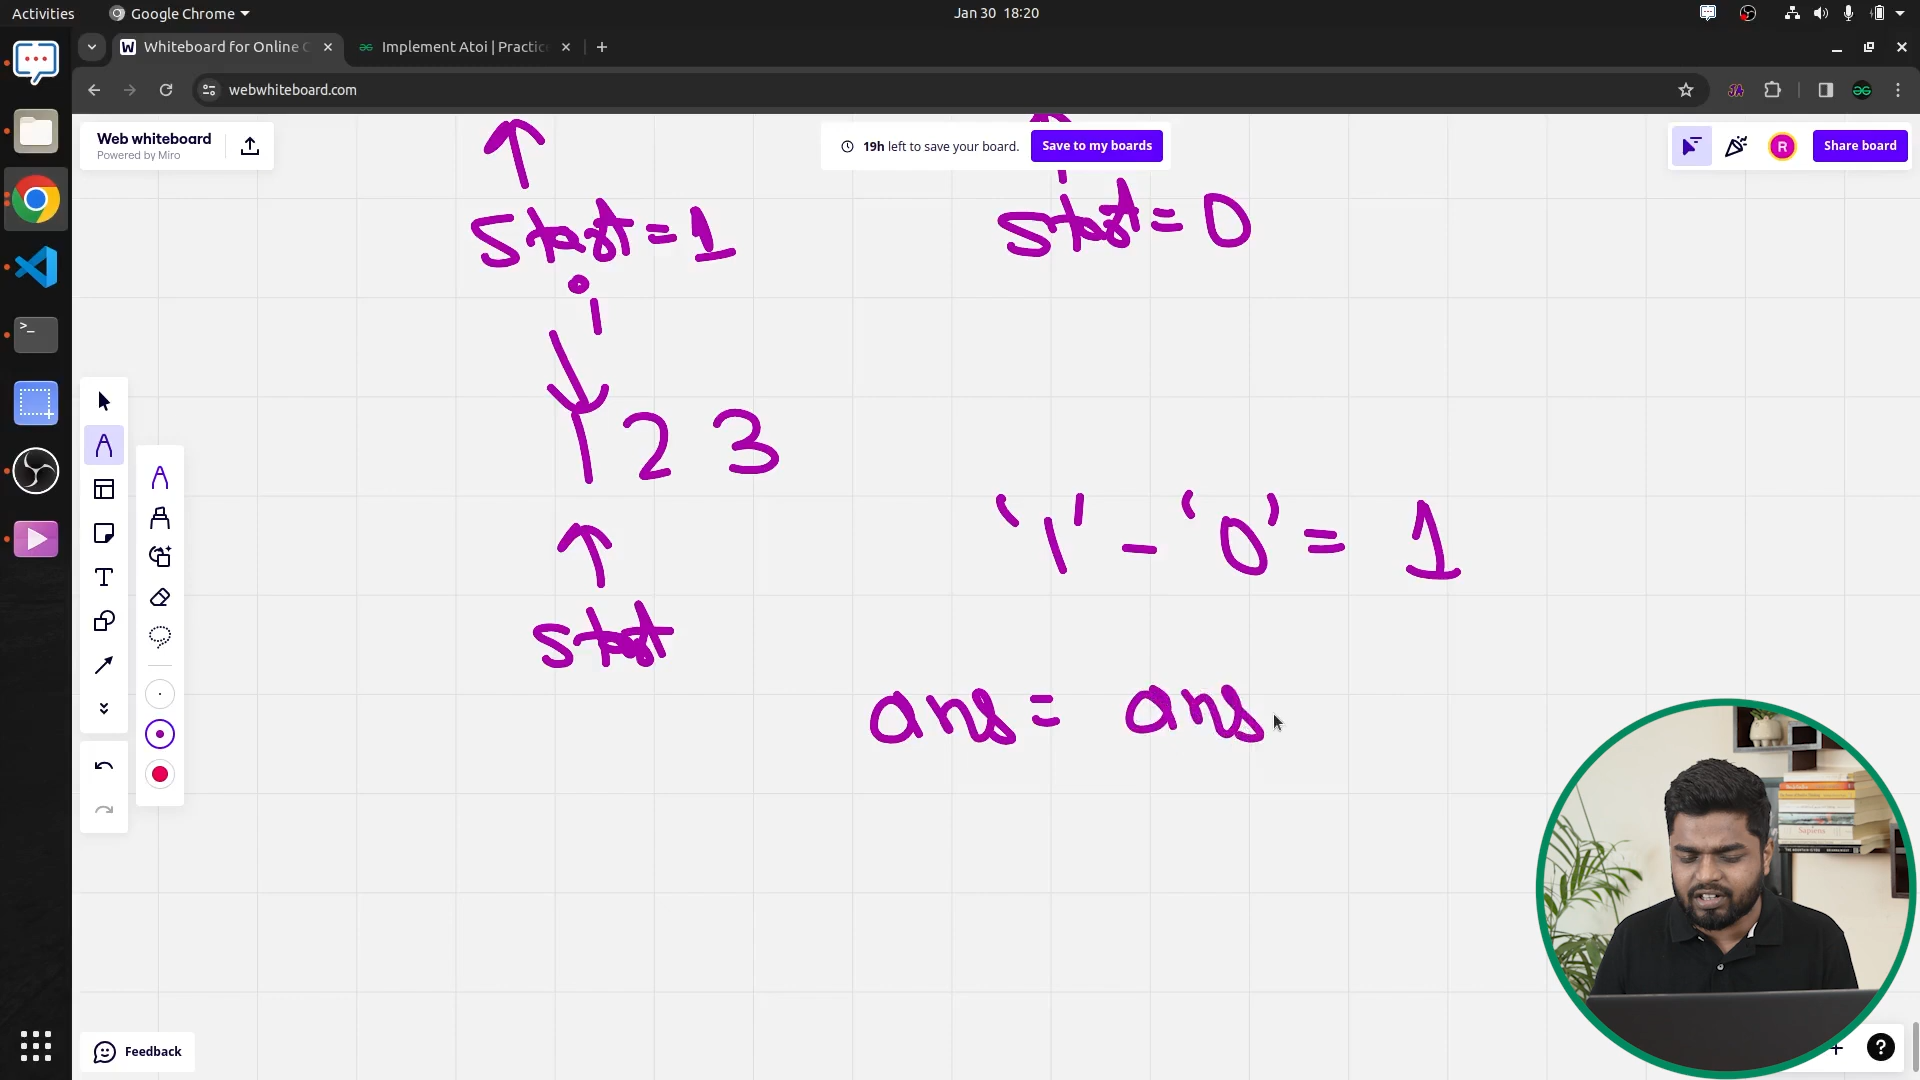 Activities
Google Chrome
Jan 30 18:20
W Whiteboard for Online C
Implement Atoi | Practic
webwhiteboard.com
Web whiteboard
Powered by Miro
19h left to save your board.
Save to my boards
R
Share board
start = 1
start = 0
i
1 2 3
'1' - '0' = 1
start
ans = ans
T
Sapiens
Feedback
+ ?